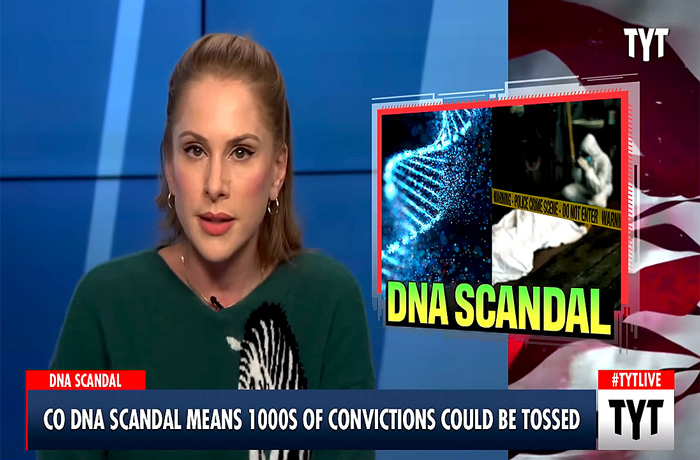 TYT
WARNING - POLICE CRIME SCENE - DO NOT ENTER WARN
DNA SCANDAL
DNA SCANDAL
#TYTLIVE
CO DNA SCANDAL MEANS 1000S OF CONVICTIONS COULD BE TOSSED
TYT